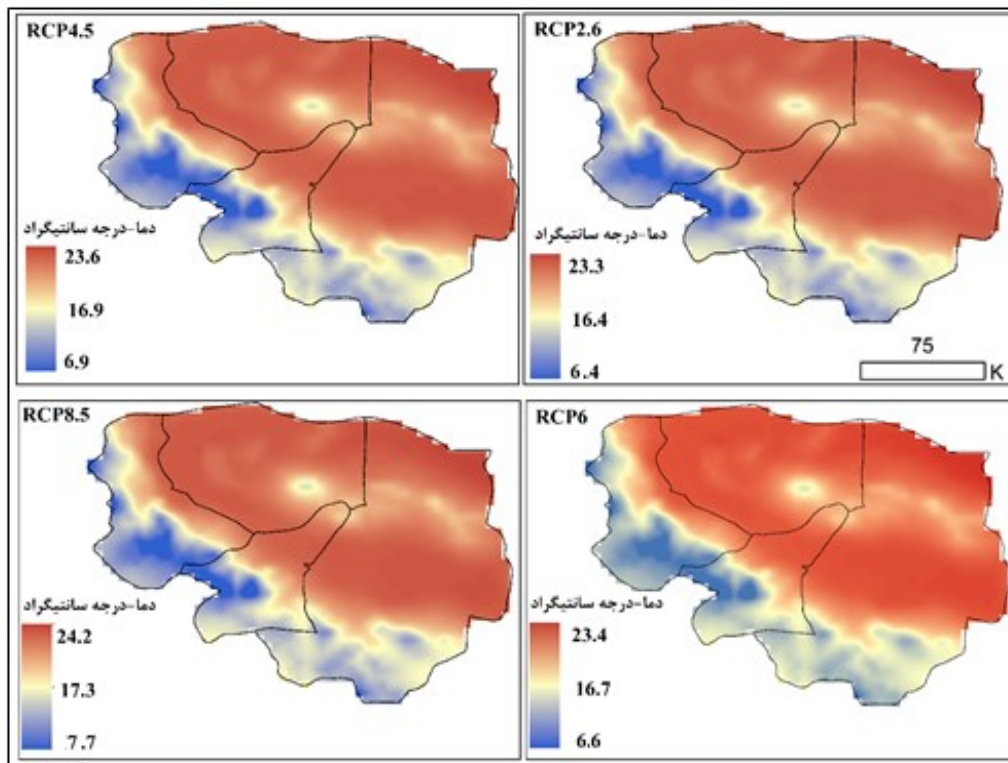 RCP4.5
دما-درجه سانتیگراد
23.6
16.9
6.9
RCP2.6
دما-درجه سانتیگراد
23.3
16.4
6.4
75
K
RCP8.5
دما-درجه سانتیگراد
24.2
17.3
7.7
RCP6
دما-درجه سانتیگراد
23.4
16.7
6.6